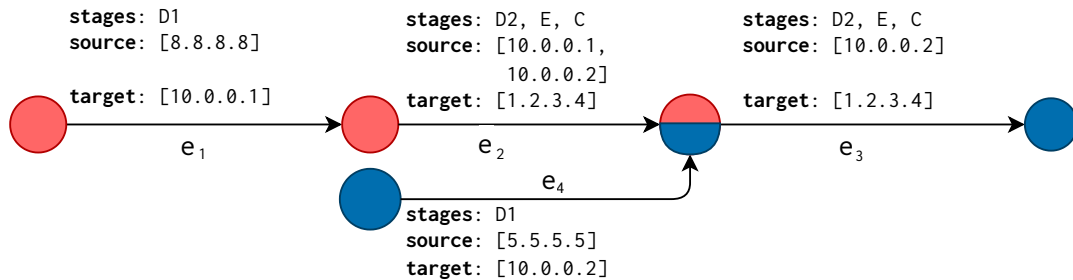 stages: D1
source: [8.8.8.8]
target: [10.0.0.1]
e1
stages: D2, E, C
source: [10.0.0.1,
10.0.0.2]
target: [1.2.3.4]
e2
stages: D2, E, C
source: [10.0.0.2]
target: [1.2.3.4]
e3
e4
stages: D1
source: [5.5.5.5]
target: [10.0.0.2]